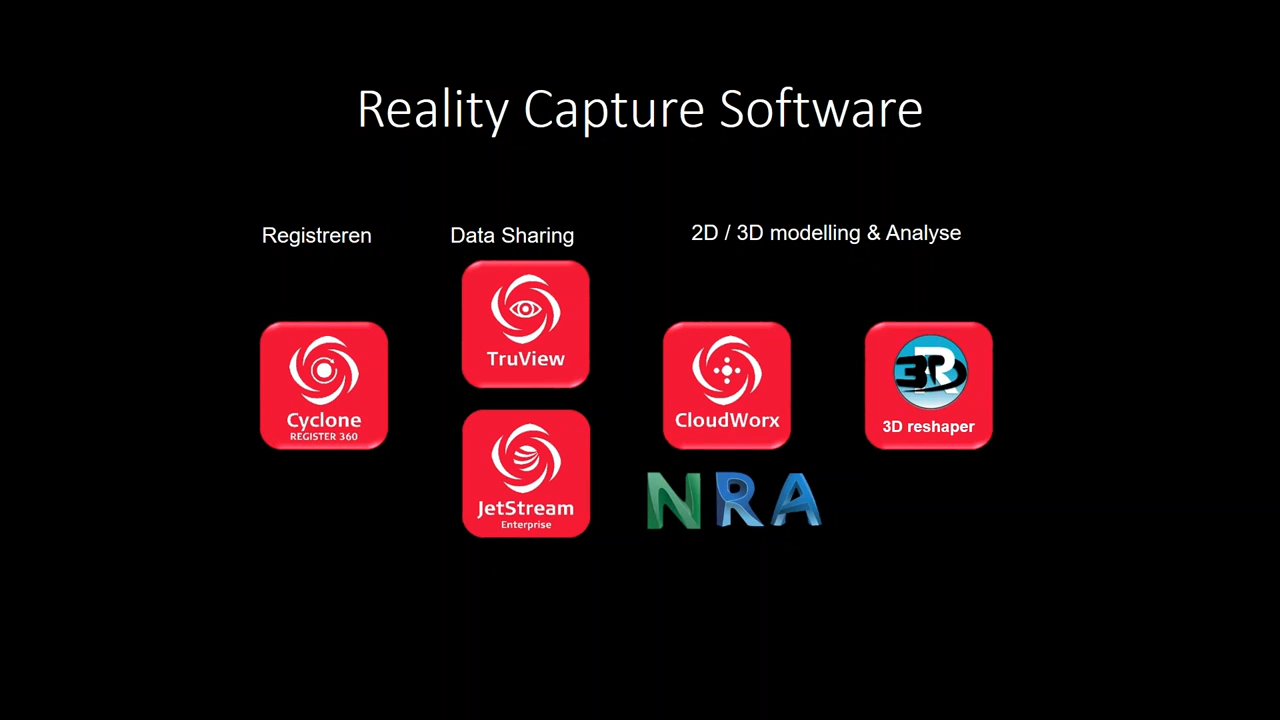 Reality Capture Software
Registreren
Data Sharing
2D / 3D modelling & Analyse
TruView
Cyclone
REGISTER 360
JetStream
Enterprise
CloudWorx
3R
3D reshaper
N R A